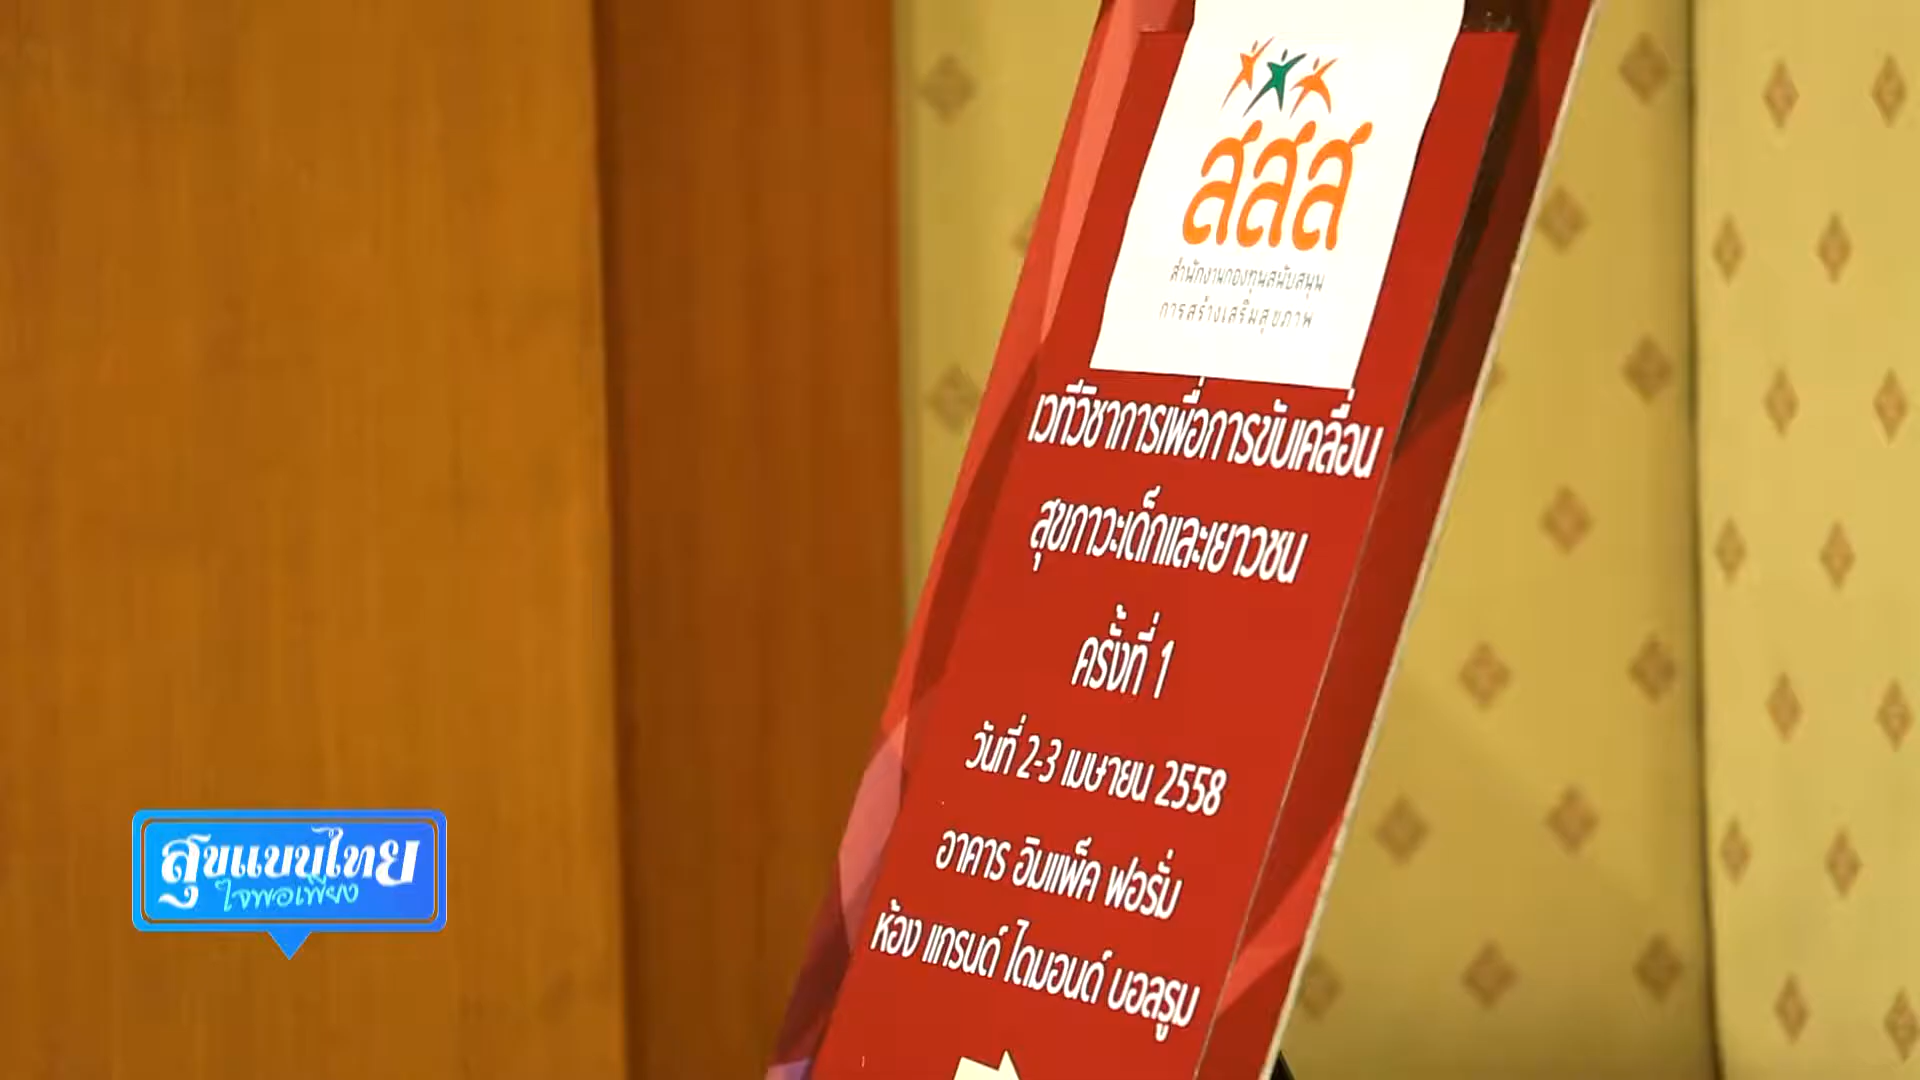 สสส
สำนักงานกองทุนสนับสนุน
การสร้างเสริมสุขภาพ
เวทีวิชาการเพื่อการขับเคลื่อน
สุขภาวะเด็กและเยาวชน
ครั้งที่ 1
วันที่ 2-3 เมษายน 2558
อาคาร อิมแพ็ค ฟอรั่ม
ห้อง แกรนด์ ไดมอนด์ บอลรูม
สุขแบบไทย
ใจพอเพียง